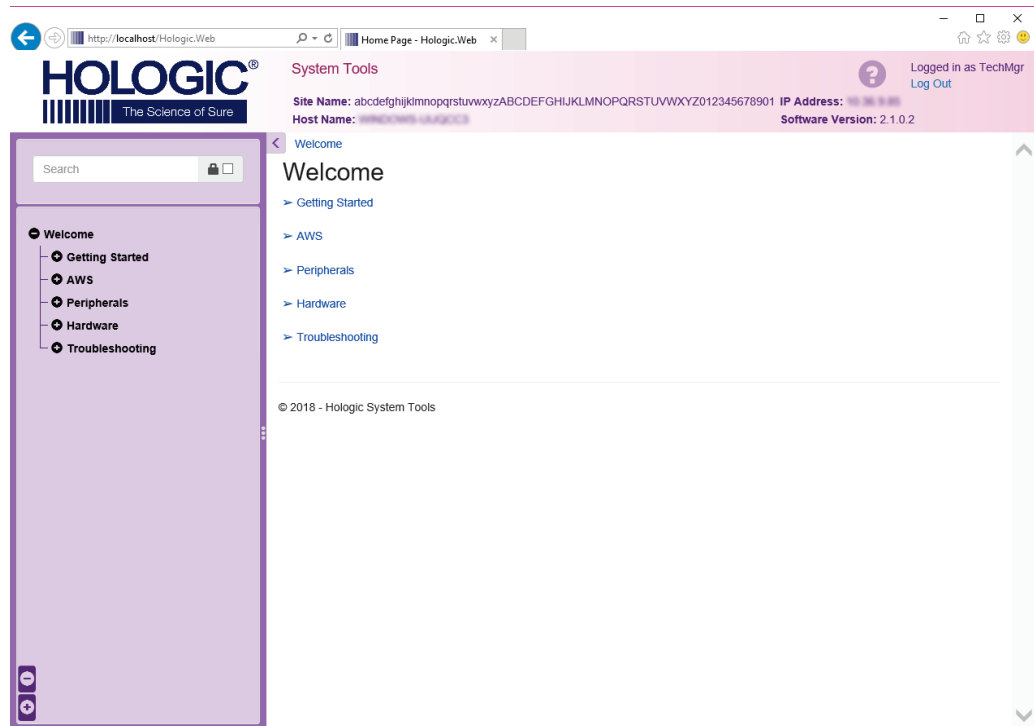 http://localhost/Hologic.Web
Home Page - Hologic.Web
HOLOGIC®
The Science of Sure
System Tools
Logged in as TechMgr
Log Out
Site Name: abcdefghijklmnopqrstuvwxyzABCDEFGHIJKLMNOPQRSTUVWXYZ012345678901 IP Address:
Host Name:
Software Version: 2.1.0.2
Search
Welcome
Getting Started
AWS
Peripherals
Hardware
Troubleshooting
Welcome
Welcome
➢ Getting Started
➢ AWS
➢ Peripherals
➢ Hardware
➢ Troubleshooting
© 2018 - Hologic System Tools